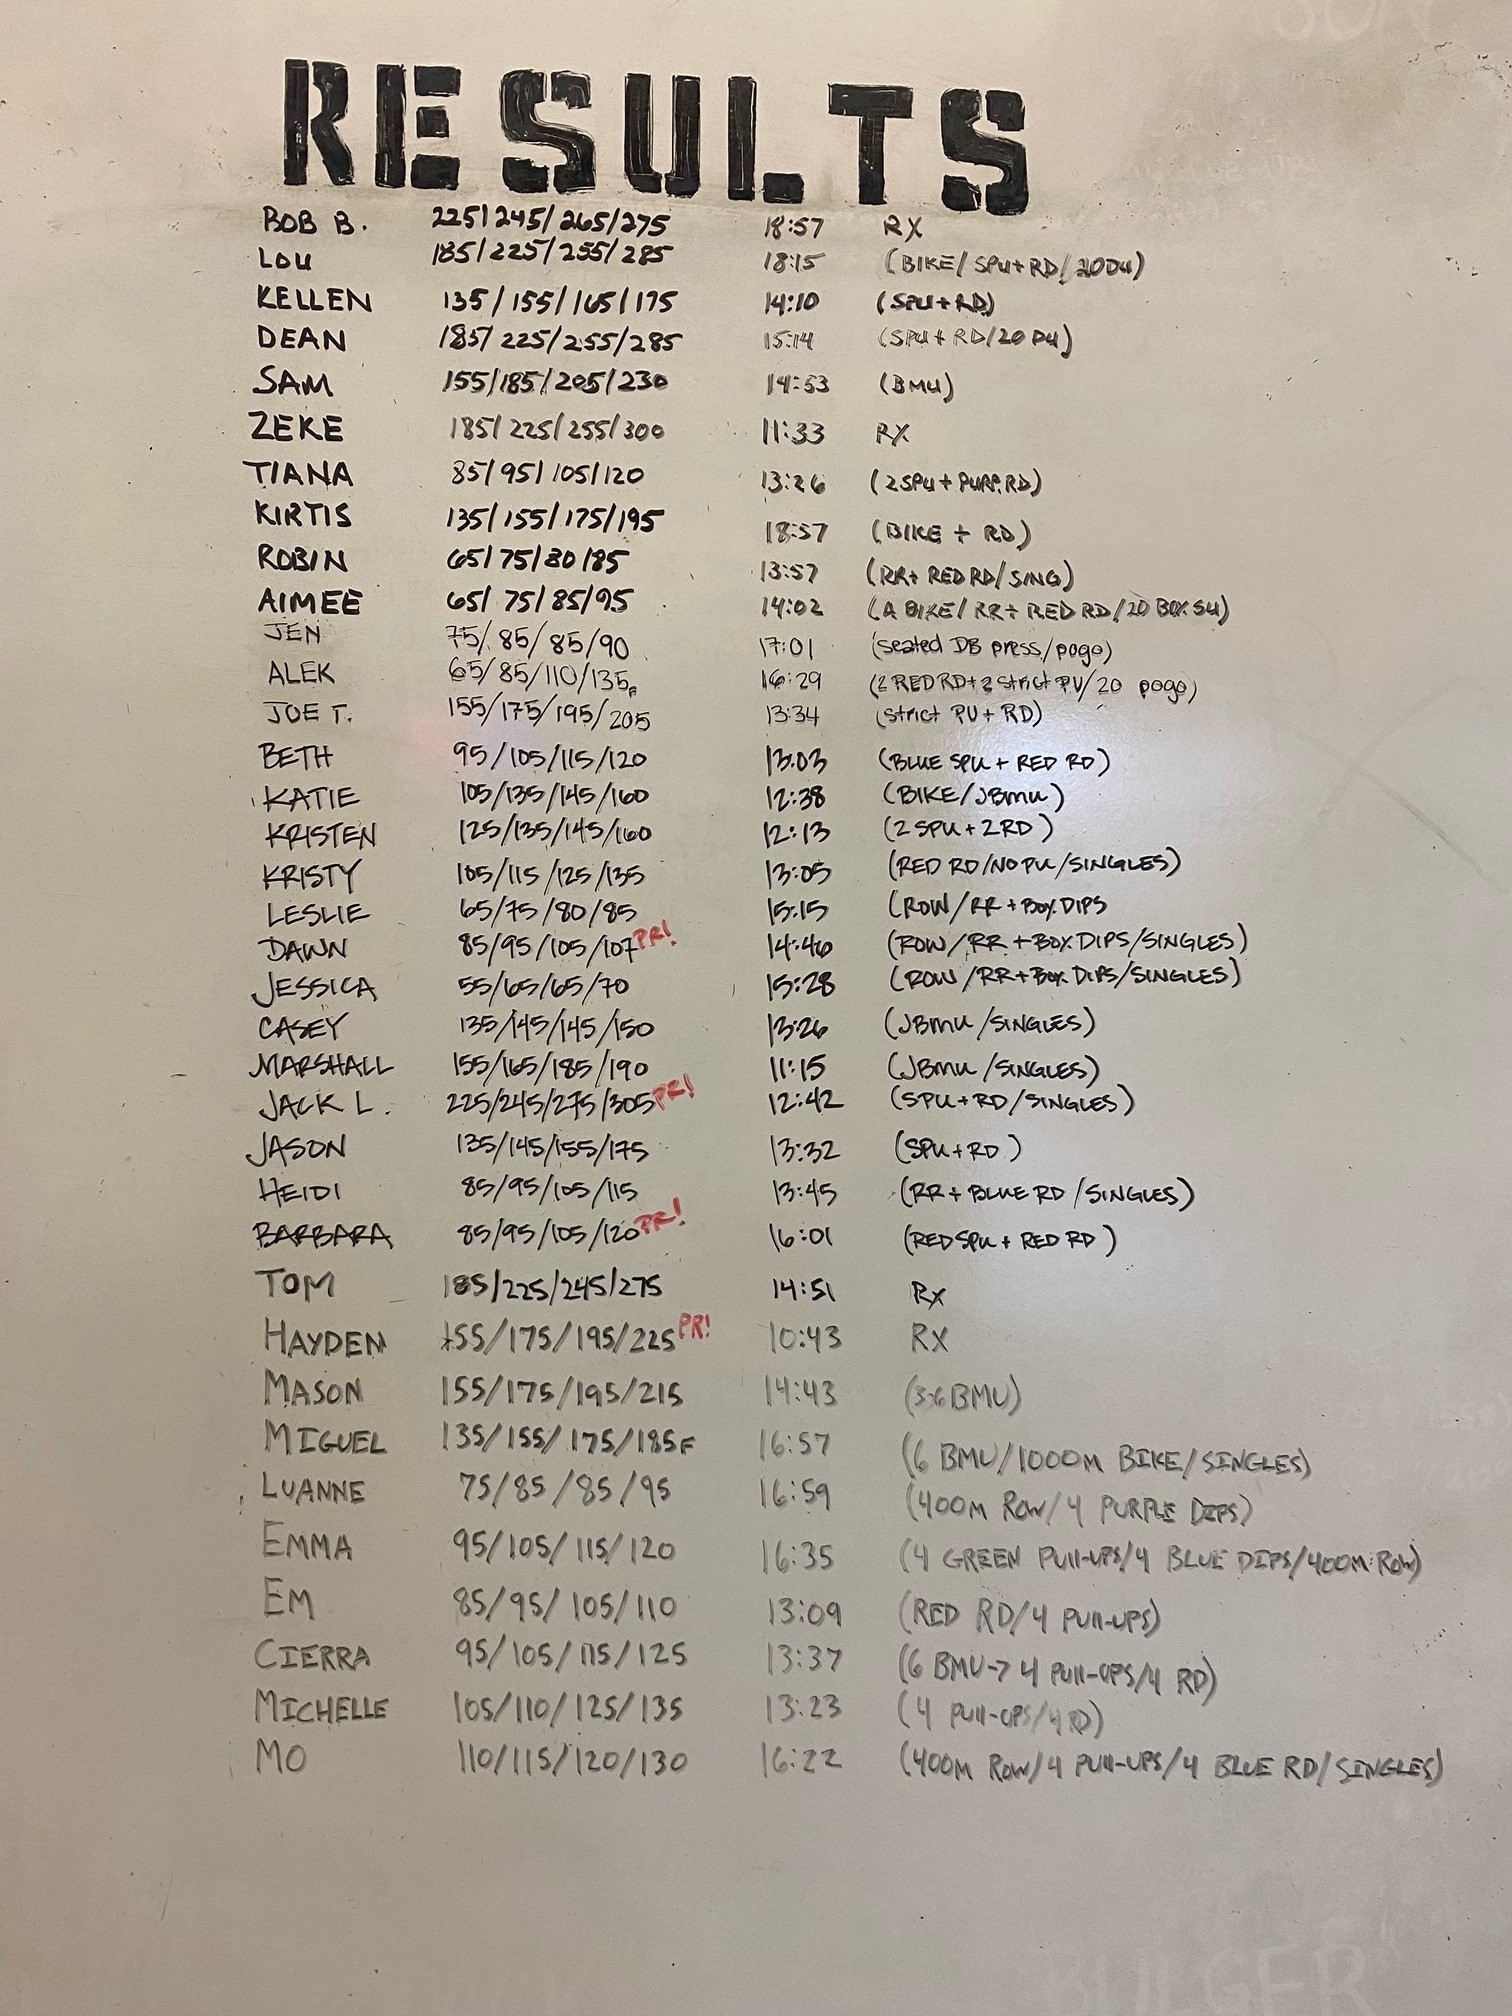 RESULTS
BOB B. 225/245/265/275 18:57 RX
LOU 185/225/255/285 18:15 (BIKE/SPU+RD/20DU)
KELLEN 135/155/165/175 14:10 (SPU+RD)
DEAN 185/225/255/285 15:14 (SPU+RD/20 DU)
SAM 155/185/205/230 14:53 (BMU)
ZEKE 185/225/255/300 11:33 RX
TIANA 85/95/105/120 13:26 (2SPU+PURP.RD)
KIRTIS 135/155/175/195 18:57 (BIKE + RD)
ROBIN 65/75/80/85 13:57 (RR+ RED RD/SING)
AIMEE 65/75/85/95 14:02 (A BIKE/RR+RED RD/20 BOX SU)
JEN 75/85/85/90 17:01 (seated DB press/pogo)
ALEK 65/85/110/135F 16:29 (2 RED RD+2 strict PU/20 pogo)
JOE T. 155/175/195/205 13:34 (strict PU+RD)
BETH 95/105/115/120 13:03 (BLUE SPU + RED RD)
KATIE 105/135/145/160 12:38 (BIKE/JBMU)
KRISTEN 125/135/145/160 12:13 (2 SPU+2RD)
KRISTY 105/115/125/135 13:05 (RED RD/NO PU/SINGLES)
LESLIE 65/75/80/85 15:15 (ROW/RR+BOX DIPS
DAWN 85/95/105/107 PR! 14:46 (ROW/RR+BOX DIPS/SINGLES)
JESSICA 55/65/65/70 15:28 (ROW/RR+BOX DIPS/SINGLES)
CASEY 135/145/145/150 13:26 (JBMU/SINGLES)
MARSHALL 155/165/185/190 11:15 (JBMU/SINGLES)
JACK L. 225/245/275/305 PR! 12:42 (SPU+RD/SINGLES)
JASON 135/145/155/175 13:32 (SPU+RD)
HEIDI 85/95/105/115 13:45 (RR+BLUE RD/SINGLES)
BARBARA 85/95/105/120 PR! 16:01 (RED SPU + RED RD)
TOM 185/225/245/275 14:51 Rx
HAYDEN 155/175/195/225 PR! 10:43 RX
MASON 155/175/195/215 14:43 (3-6 BMU)
MIGUEL 135/155/175/185F 16:57 (6 BMU/1000M BIKE/SINGLES)
LUANNE 75/85/85/95 16:59 (400M ROW/4 PURPLE DIPS)
EMMA 95/105/115/120 16:35 (4 GREEN PULL-UPS/4 BLUE DIPS/400M ROW)
EM 85/95/105/110 13:09 (RED RD/4 PULL-UPS)
CIERRA 95/105/115/125 13:37 (6 BMU→4 PULL-UPS/4 RD)
MICHELLE 105/110/125/135 13:23 (4 PULL-UPS/4RD)
MO 110/115/120/130 16:22 (400M ROW/4 PULL-UPS/4 BLUE RD/SINGLES)
BULGER